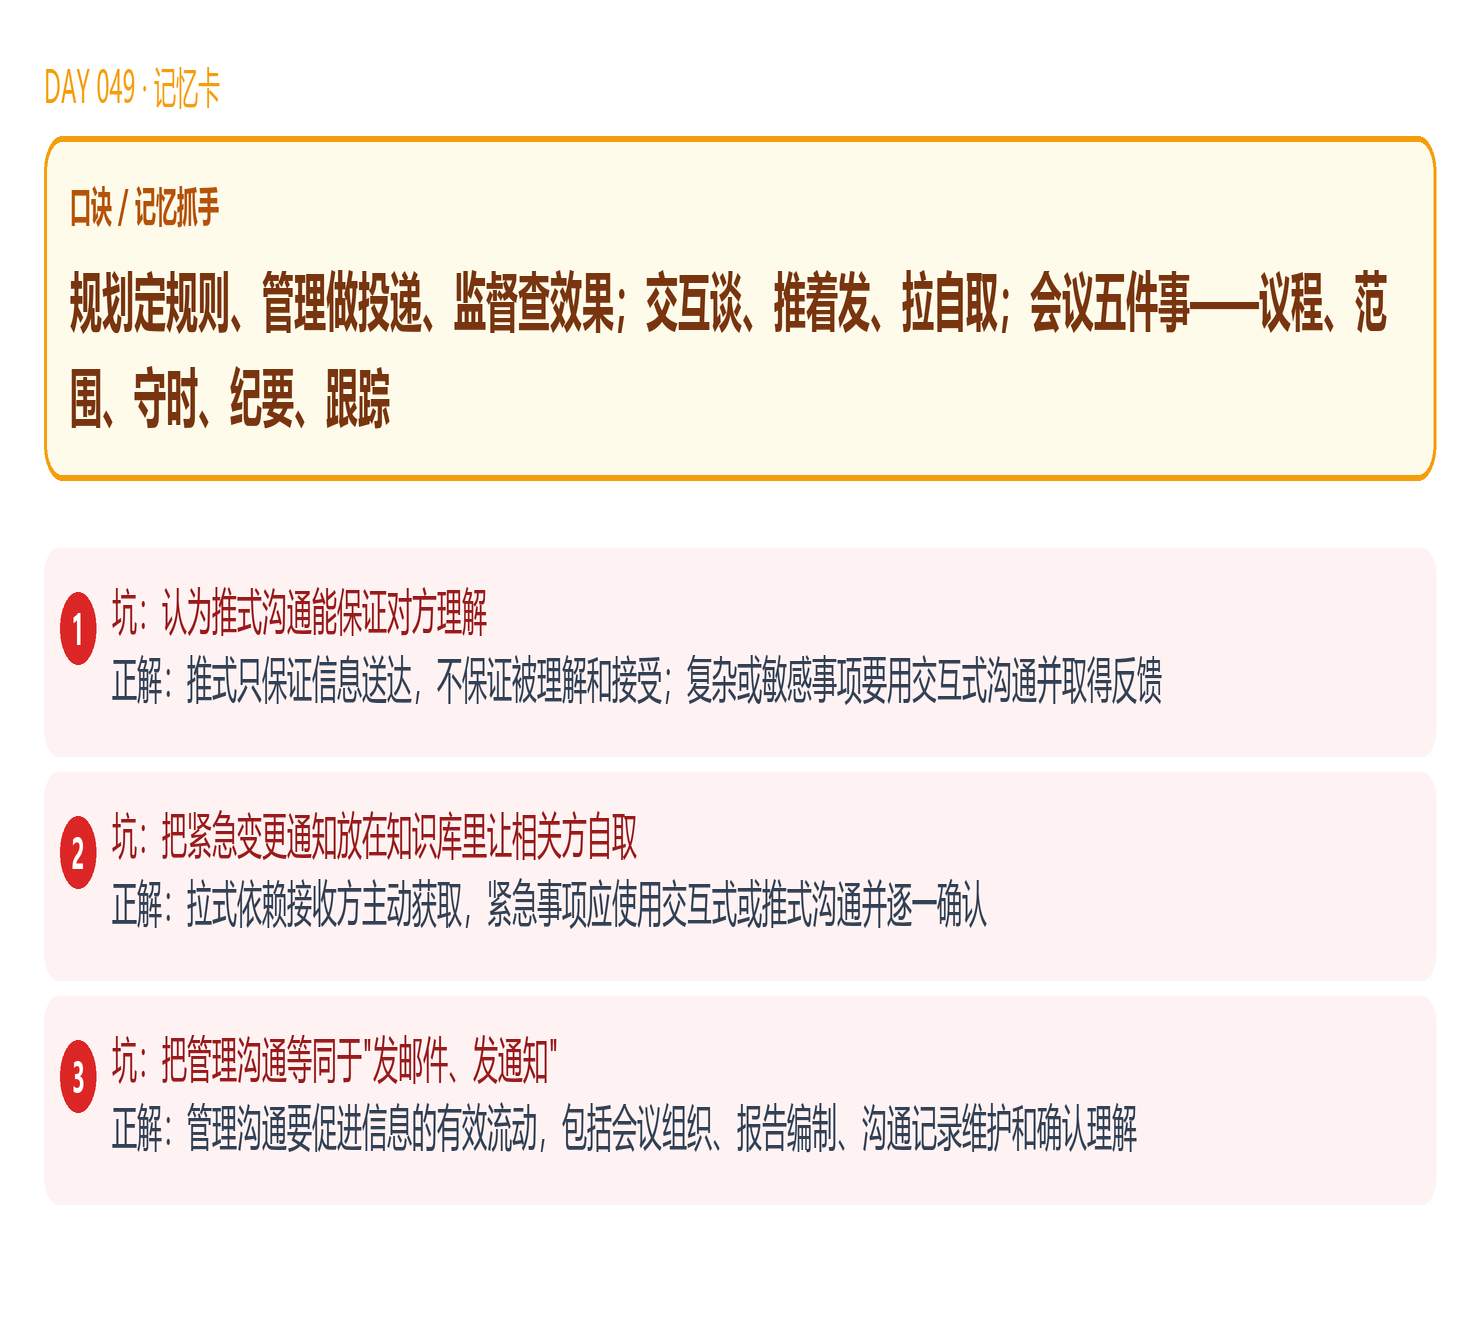 DAY 049 · 记忆卡
口诀 / 记忆抓手
规划定规则、管理做投递、监督查效果；交互谈、推着发、拉自取；会议五件事——议程、范
围、守时、纪要、跟踪
1
坑：认为推式沟通能保证对方理解
正解：推式只保证信息送达，不保证被理解和接受；复杂或敏感事项要用交互式沟通并取得反馈
2
坑：把紧急变更通知放在知识库里让相关方自取
正解：拉式依赖接收方主动获取，紧急事项应使用交互式或推式沟通并逐一确认
3
坑：把管理沟通等同于"发邮件、发通知"
正解：管理沟通要促进信息的有效流动，包括会议组织、报告编制、沟通记录维护和确认理解